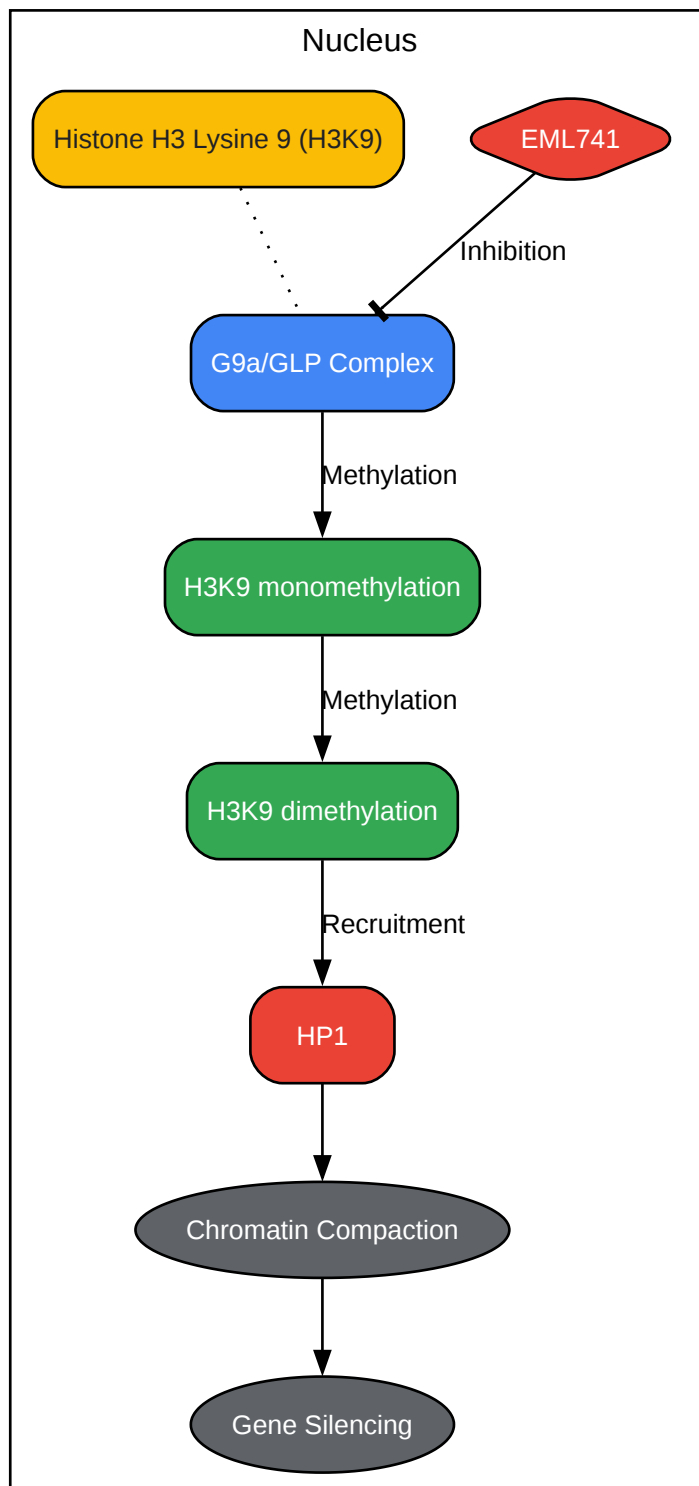 Nucleus
Histone H3 Lysine 9 (H3K9)
EML741
Inhibition
G9a/GLP Complex
Methylation
H3K9 monomethylation
Methylation
H3K9 dimethylation
Recruitment
HP1
Chromatin Compaction
Gene Silencing